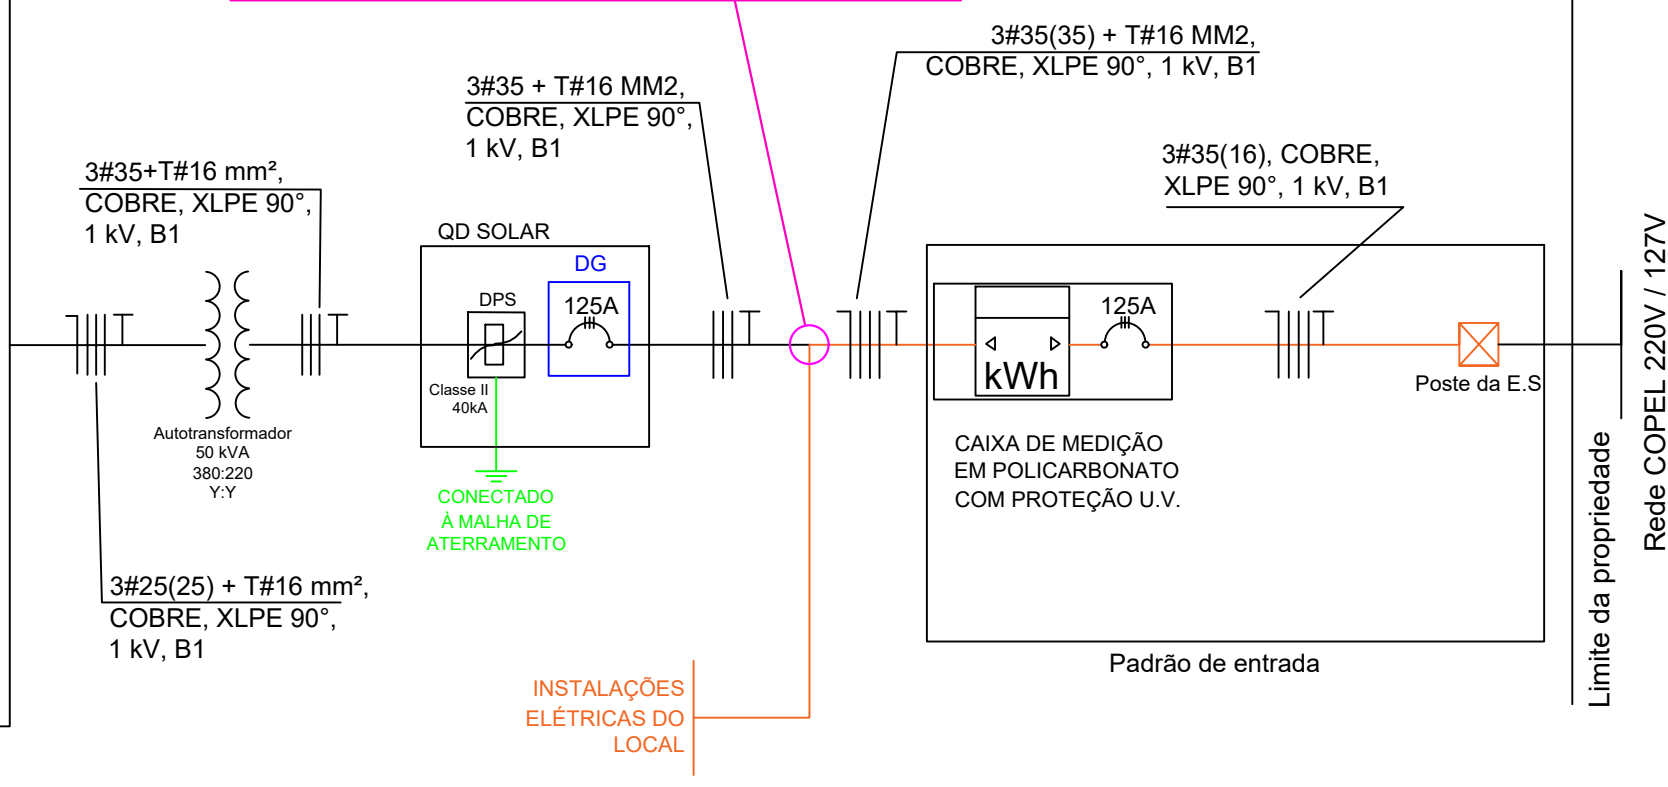 3#35(35) + T#16 MM2,
COBRE, XLPE 90°, 1 kV, B1
3#35 + T#16 MM2,
COBRE, XLPE 90°,
1 kV, B1
3#35(16), COBRE,
XLPE 90°, 1 kV, B1
3#35+T#16 mm²,
COBRE, XLPE 90°,
1 kV, B1
QD SOLAR
DG
DPS
125A
Classe II
40kA
125A
kWh
Poste da E.S
Autotransformador
50 kVA
380:220
Y:Y
CAIXA DE MEDIÇÃO
EM POLICARBONATO
COM PROTEÇÃO U.V.
CONECTADO
À MALHA DE
ATERRAMENTO
3#25(25) + T#16 mm²,
COBRE, XLPE 90°,
1 kV, B1
Padrão de entrada
INSTALAÇÕES
ELÉTRICAS DO
LOCAL
Limite da propriedade
Rede COPEL 220V / 127V